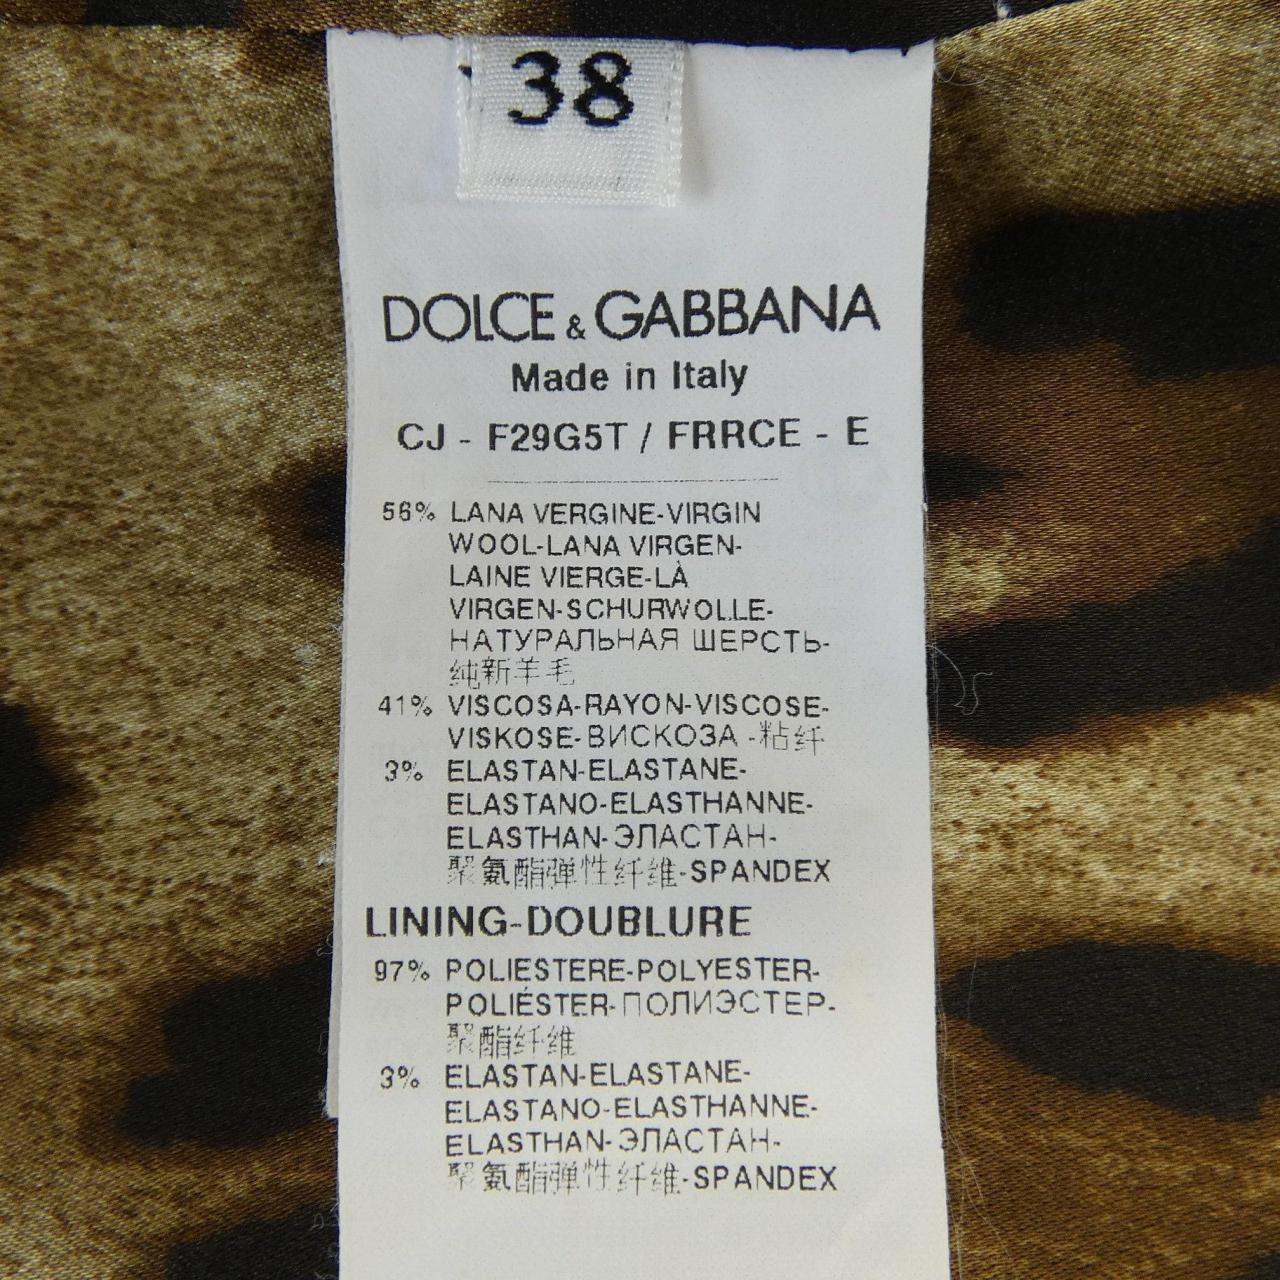 38
DOLCE & GABBANA
Made in Italy
CJ - F29G5T / FRRCE - E
56% LANA VERGINE-VIRGIN
WOOL-LANA VIRGEN-
LAINE VIERGE-LÀ
VIRGEN-SCHURWOLLE-
НАТУРАЛЬНАЯ ШЕРСТЬ-
纯新羊毛
41% VISCOSA-RAYON-VISCOSE-
VISKOSE-ВИСКОЗА -粘纤
3% ELASTAN-ELASTANE-
ELASTANO-ELASTHANNE-
ELASTHAN-ЭЛАСТАН-
聚氨酯弹性纤维-SPANDEX
LINING-DOUBLURE
97% POLIESTERE-POLYESTER-
POLIÉSTER-ПОЛИЭСТЕР-
聚酯纤维
3% ELASTAN-ELASTANE-
ELASTANO-ELASTHANNE-
ELASTHAN-ЭЛАСТАН-
聚氨酯弹性纤维-SPANDEX